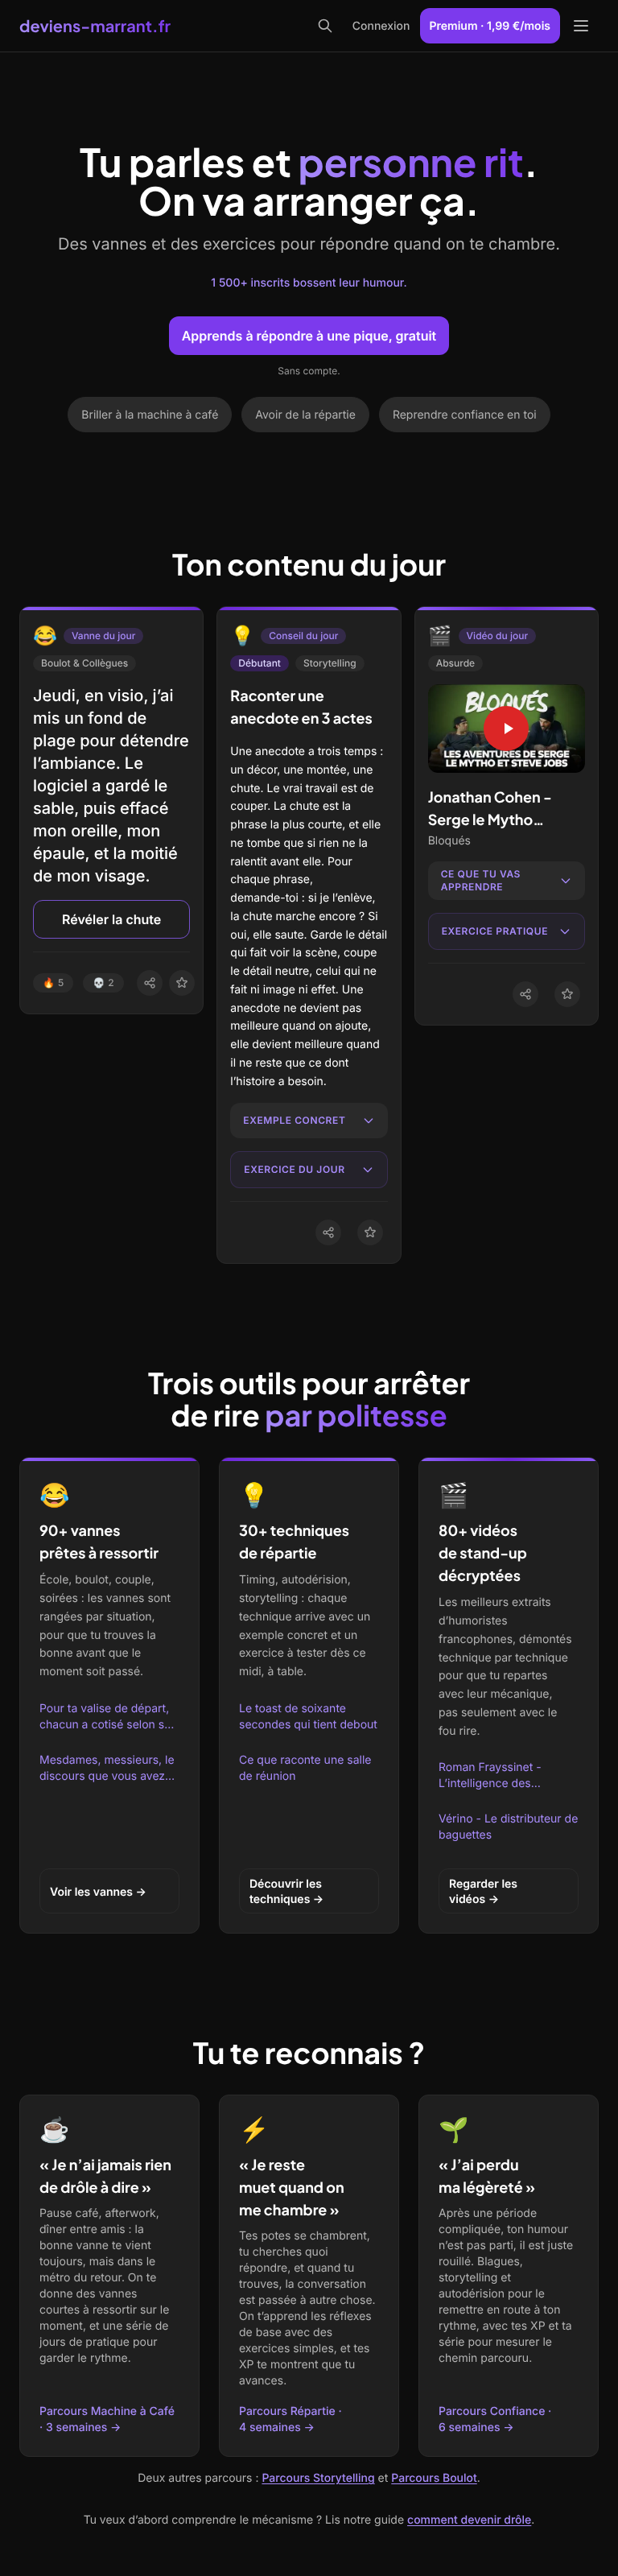 deviens-marrant.fr
Connexion
Premium · 1,99 €/mois
Tu parles et personne rit.
On va arranger ça.
Des vannes et des exercices pour répondre quand on te chambre.
1 500+ inscrits bossent leur humour.
Apprends à répondre à une pique, gratuit
Sans compte.
Briller à la machine à café
Avoir de la répartie
Reprendre confiance en toi
Ton contenu du jour
😂 Vanne du jour
Boulot & Collègues
Jeudi, en visio, j’ai
mis un fond de
plage pour détendre
l’ambiance. Le
logiciel a gardé le
sable, puis effacé
mon oreille, mon
épaule, et la moitié
de mon visage.
Révéler la chute
🔥 5
💀 2
💡 Conseil du jour
Débutant
Storytelling
Raconter une
anecdote en 3 actes
Une anecdote a trois temps :
un décor, une montée, une
chute. Le vrai travail est de
couper. La chute est la
phrase la plus courte, et elle
ne tombe que si rien ne la
ralentit avant elle. Pour
chaque phrase,
demande-toi : si je l’enlève,
la chute marche encore ? Si
oui, elle saute. Garde le détail
qui fait voir la scène, coupe
le détail neutre, celui qui ne
fait ni image ni effet. Une
anecdote ne devient pas
meilleure quand on ajoute,
elle devient meilleure quand
il ne reste que ce dont
l’histoire a besoin.
EXEMPLE CONCRET
EXERCICE DU JOUR
🎬 Vidéo du jour
Absurde
BLOQUÉS
LES AVENTURES DE SERGE
LE MYTHO ET STEVE JOBS
Jonathan Cohen -
Serge le Mytho…
Bloqués
CE QUE TU VAS
APPRENDRE
EXERCICE PRATIQUE
Trois outils pour arrêter
de rire par politesse
😂
90+ vannes
prêtes à ressortir
École, boulot, couple,
soirées : les vannes sont
rangées par situation,
pour que tu trouves la
bonne avant que le
moment soit passé.
Pour ta valise de départ,
chacun a cotisé selon s…
Mesdames, messieurs, le
discours que vous avez…
Voir les vannes →
💡
30+ techniques
de répartie
Timing, autodérision,
storytelling : chaque
technique arrive avec un
exemple concret et un
exercice à tester dès ce
midi, à table.
Le toast de soixante
secondes qui tient debout
Ce que raconte une salle
de réunion
Découvrir les
techniques →
🎬
80+ vidéos
de stand-up
décryptées
Les meilleurs extraits
d’humoristes
francophones, démontés
technique par technique
pour que tu repartes
avec leur mécanique,
pas seulement avec le
fou rire.
Roman Frayssinet -
L’intelligence des…
Vérino - Le distributeur de
baguettes
Regarder les
vidéos →
Tu te reconnais ?
☕
« Je n’ai jamais rien
de drôle à dire »
Pause café, afterwork,
dîner entre amis : la
bonne vanne te vient
toujours, mais dans le
métro du retour. On te
donne des vannes
courtes à ressortir sur le
moment, et une série de
jours de pratique pour
garder le rythme.
Parcours Machine à Café
· 3 semaines →
⚡
« Je reste
muet quand on
me chambre »
Tes potes se chambrent,
tu cherches quoi
répondre, et quand tu
trouves, la conversation
est passée à autre chose.
On t’apprend les réflexes
de base avec des
exercices simples, et tes
XP te montrent que tu
avances.
Parcours Répartie ·
4 semaines →
🌱
« J’ai perdu
ma légèreté »
Après une période
compliquée, ton humour
n’est pas parti, il est juste
rouillé. Blagues,
storytelling et
autodérision pour le
remettre en route à ton
rythme, avec tes XP et ta
série pour mesurer le
chemin parcouru.
Parcours Confiance ·
6 semaines →
Deux autres parcours : Parcours Storytelling et Parcours Boulot.
Tu veux d’abord comprendre le mécanisme ? Lis notre guide comment devenir drôle.